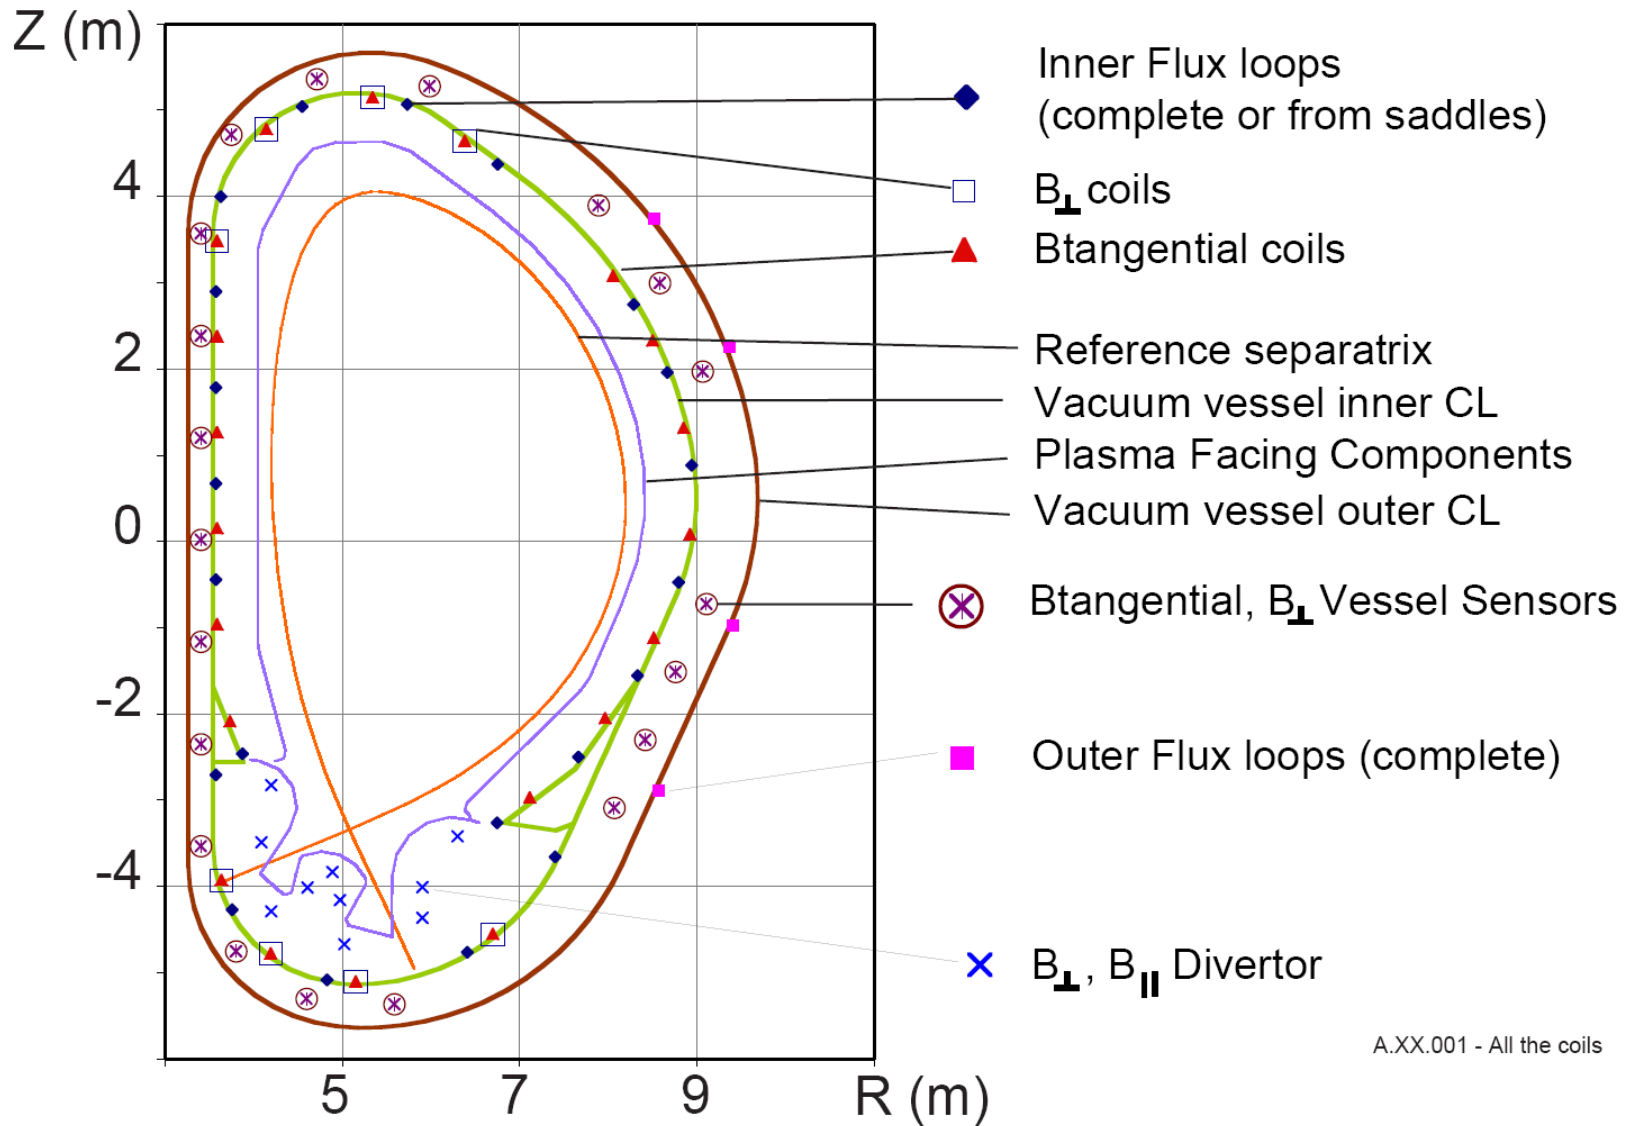 Z (m)
4
2
0
-2
-4
5
7
9
R (m)
Inner Flux loops
(complete or from saddles)
B⊥ coils
Btangential coils
Reference separatrix
Vacuum vessel inner CL
Plasma Facing Components
Vacuum vessel outer CL
Btangential, B⊥ Vessel Sensors
Outer Flux loops (complete)
B⊥, B|| Divertor
A.XX.001 - All the coils